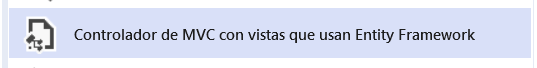 Controlador de MVC con vistas que usan Entity Framework